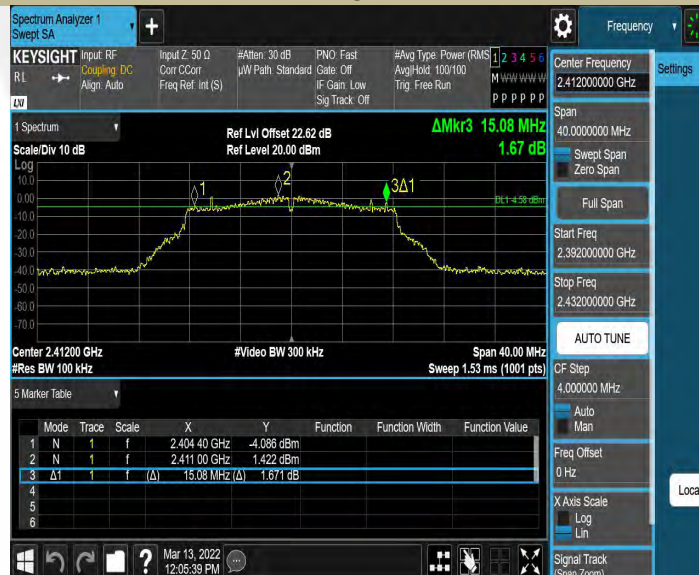 Spectrum Analyzer 1
Swept SA
+
Frequency
KEYSIGHT
RL
LXI
Input: RF
Coupling: DC
Align: Auto
Input Z: 50 Ω
Corr CCorr
Freq Ref: Int (S)
#Atten: 30 dB
µW Path: Standard
PNO: Fast
Gate: Off
IF Gain: Low
Sig Track: Off
#Avg Type: Power (RMS
Avg|Hold: 100/100
Trig: Free Run
1 2 3 4 5 6
M W W W W W
P P P P P P
Center Frequency
2.412000000 GHz
Settings
Span
40.0000000 MHz
Swept Span
Zero Span
Full Span
Start Freq
2.392000000 GHz
Stop Freq
2.432000000 GHz
AUTO TUNE
CF Step
4.000000 MHz
Auto
Man
Freq Offset
0 Hz
X Axis Scale
Log
Lin
Signal Track
(Span Zoom)
Loca
1 Spectrum
Scale/Div 10 dB
Ref Lvl Offset 22.62 dB
Ref Level 20.00 dBm
ΔMkr3 15.08 MHz
1.67 dB
Log
10.0
0.00
-10.0
-20.0
-30.0
-40.0
-50.0
-60.0
-70.0
1
2
3Δ1
DL1 -4.58 dBm
Center 2.41200 GHz
#Res BW 100 kHz
#Video BW 300 kHz
Span 40.00 MHz
Sweep 1.53 ms (1001 pts)
5 Marker Table
Mode Trace Scale X Y Function Function Width Function Value
1 N 1 f 2.404 40 GHz -4.086 dBm
2 N 1 f 2.411 00 GHz 1.422 dBm
3 Δ1 1 f (Δ) 15.08 MHz (Δ) 1.671 dB
4
5
6
?
Mar 13, 2022
12:05:39 PM